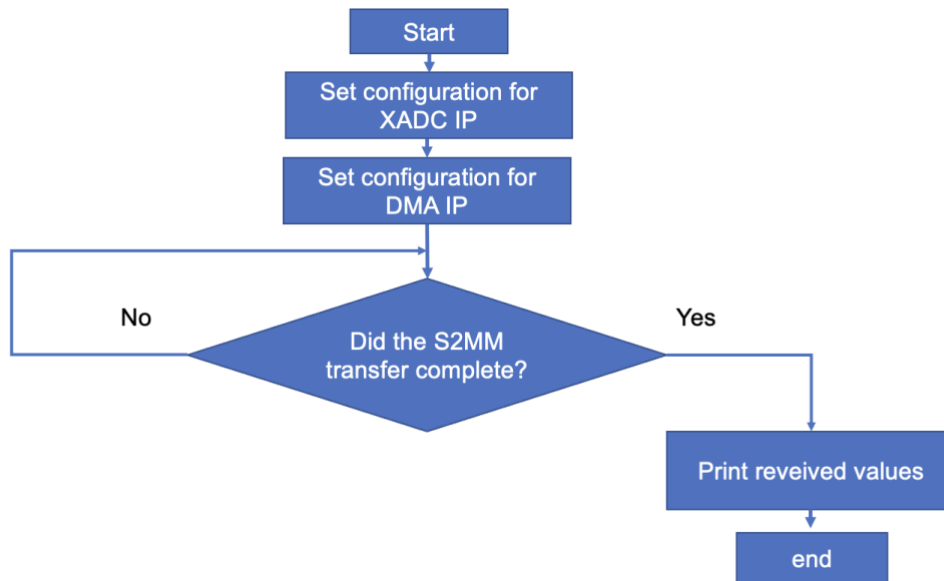 Start
Set configuration for
XADC IP
Set configuration for
DMA IP
No
Yes
Did the S2MM
transfer complete?
Print reveived values
end